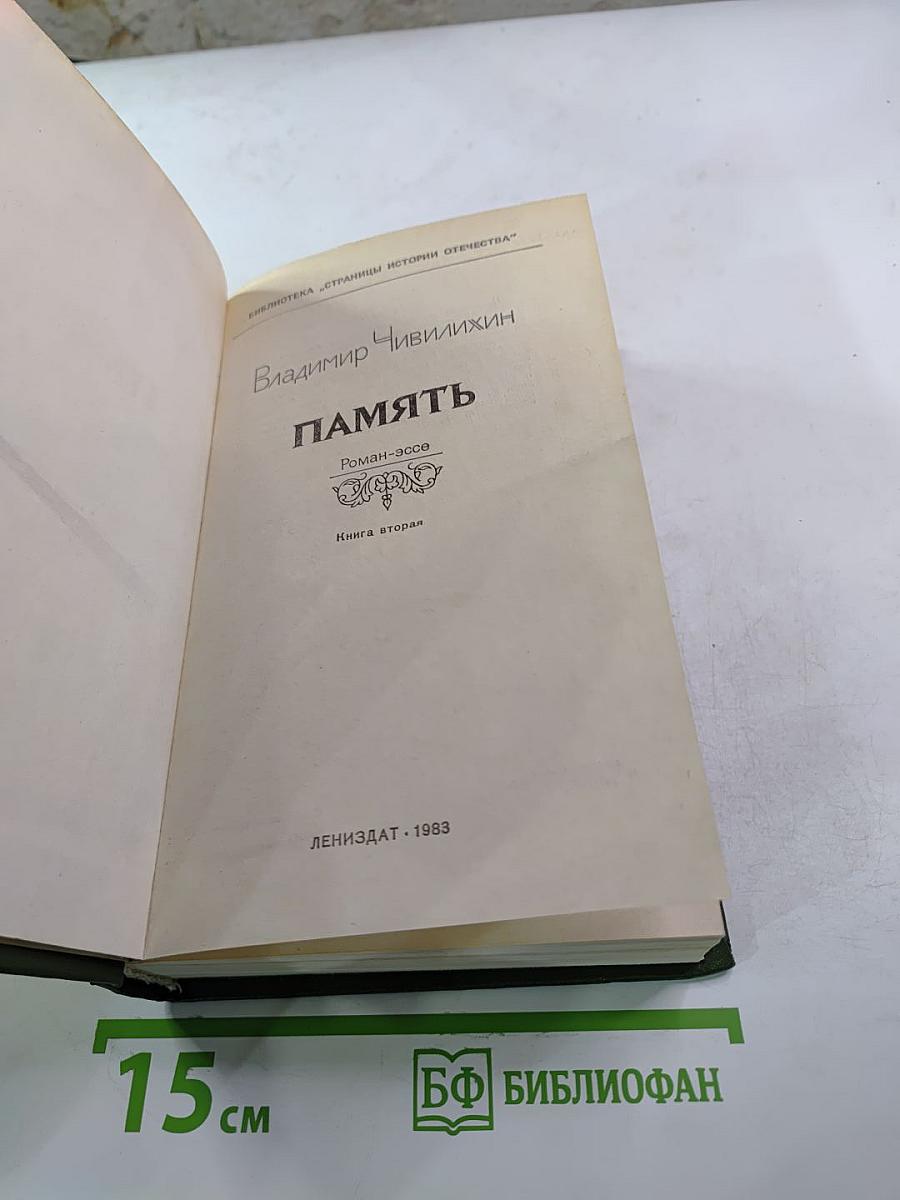 БИБЛИОТЕКА „СТРАНИЦЫ ИСТОРИИ ОТЕЧЕСТВА"
Владимир Чивилихин
ПАМЯТЬ
Роман-эссе
Книга вторая
ЛЕНИЗДАТ • 1983
15 см
БФ БИБЛИОФАН